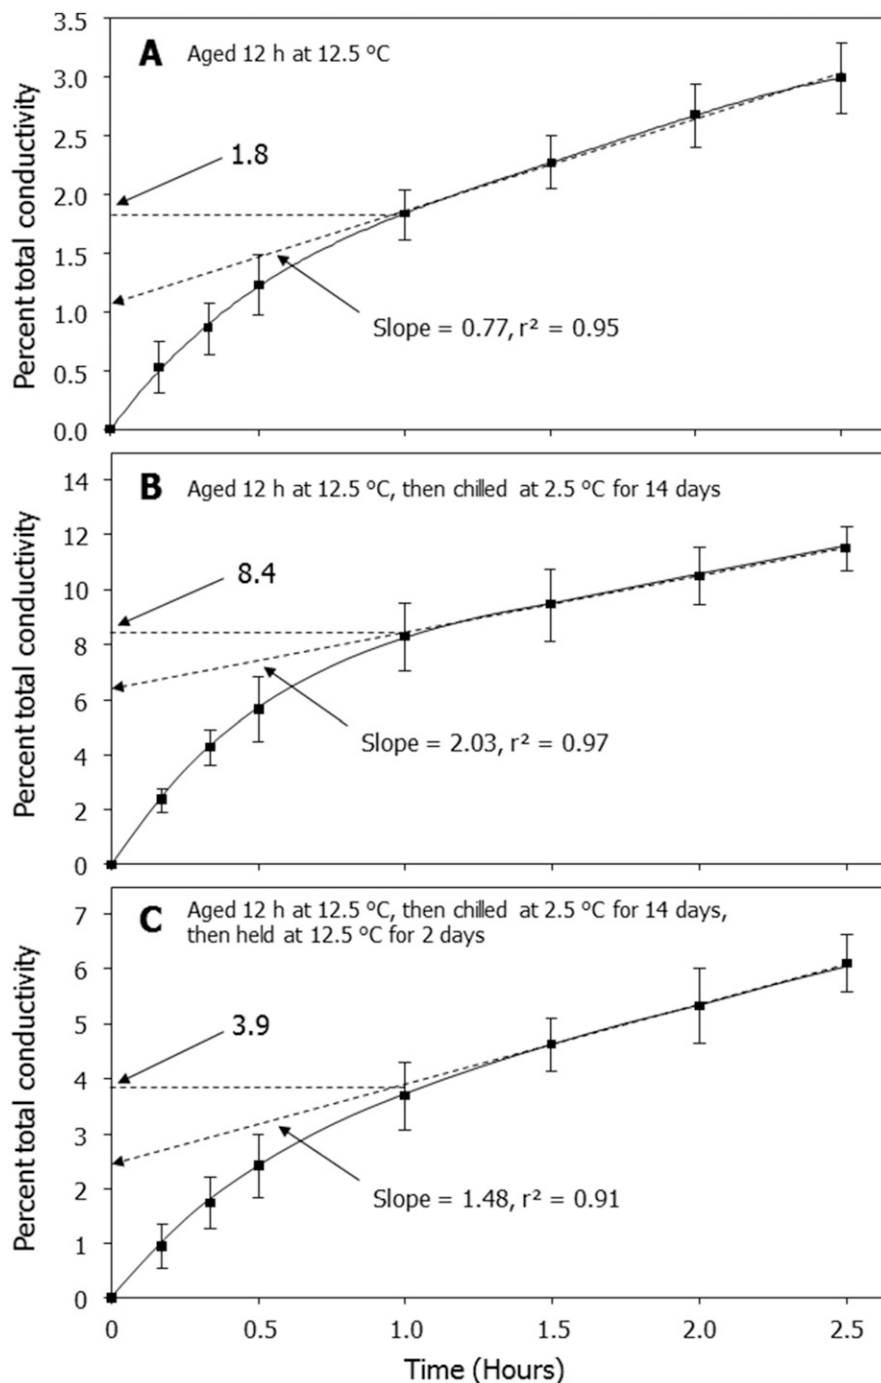 3.5
A Aged 12 h at 12.5 °C
3.0
2.5
1.8
2.0
1.5
1.0
Slope = 0.77, r² = 0.95
0.5
0.0
Percent total conductivity
14
B Aged 12 h at 12.5 °C, then chilled at 2.5 °C for 14 days
12
10
8.4
8
6
Slope = 2.03, r² = 0.97
4
2
0
Percent total conductivity
7
C Aged 12 h at 12.5 °C, then chilled at 2.5 °C for 14 days,
then held at 12.5 °C for 2 days
6
5
3.9
4
3
2
Slope = 1.48, r² = 0.91
1
0
Percent total conductivity
0 0.5 1.0 1.5 2.0 2.5
Time (Hours)